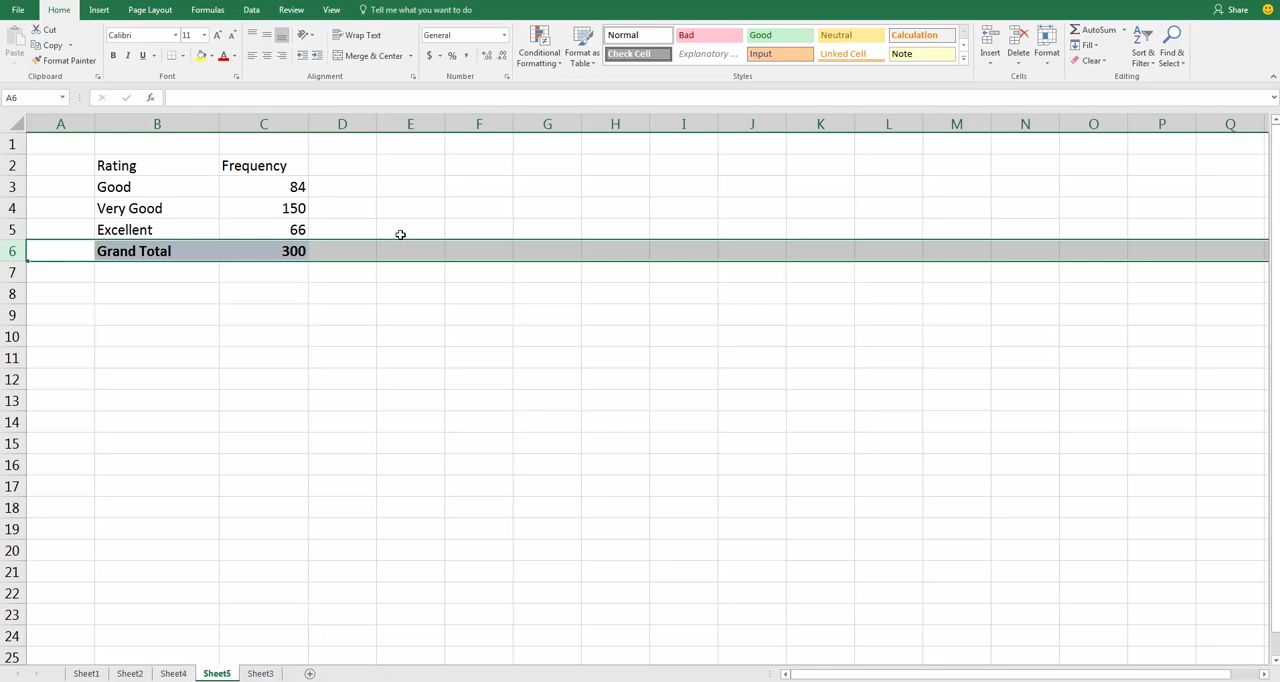 File Home Insert Page Layout Formulas Data Review View Tell me what you want to do Share
Cut
Copy
Format Painter
Paste
Clipboard
Calibri 11 A A
B I U A
Font
Wrap Text
Merge & Center
Alignment
General
$ %
Number
Conditional Formatting
Format as Table
Normal Bad Good Neutral Calculation
Check Cell Explanatory ... Input Linked Cell Note
Styles
Insert Delete Format
Cells
AutoSum
Fill
Clear
Sort & Filter
Find & Select
Editing
A6 fx
A B C D E F G H I J K L M N O P Q
1
2 Rating Frequency
3 Good 84
4 Very Good 150
5 Excellent 66
6 Grand Total 300
7
8
9
10
11
12
13
14
15
16
17
18
19
20
21
22
23
24
25
Sheet1 Sheet2 Sheet4 Sheet5 Sheet3